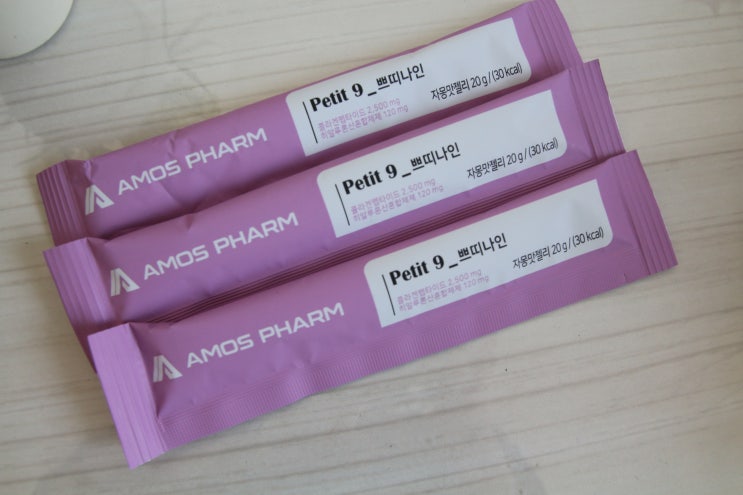 AMOS PHARM
Petit 9 _쁘띠나인
콜라겐펩타이드 2,500 mg
히알루론산혼합제제 120 mg
자몽맛젤리 20 g / (30 kcal)
AMOS PHARM
Petit 9 _쁘띠나인
콜라겐펩타이드 2,500 mg
히알루론산혼합제제 120 mg
자몽맛젤리 20 g / (30 kcal)
AMOS PHARM
Petit 9 _쁘띠나인
콜라겐펩타이드 2,500 mg
히알루론산혼합제제 120 mg
자몽맛젤리 20 g / (30 kcal)